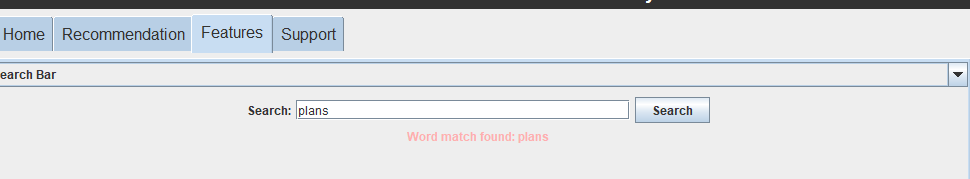 Home Recommendation Features Support
earch Bar
Search: plans Search
Word match found: plans